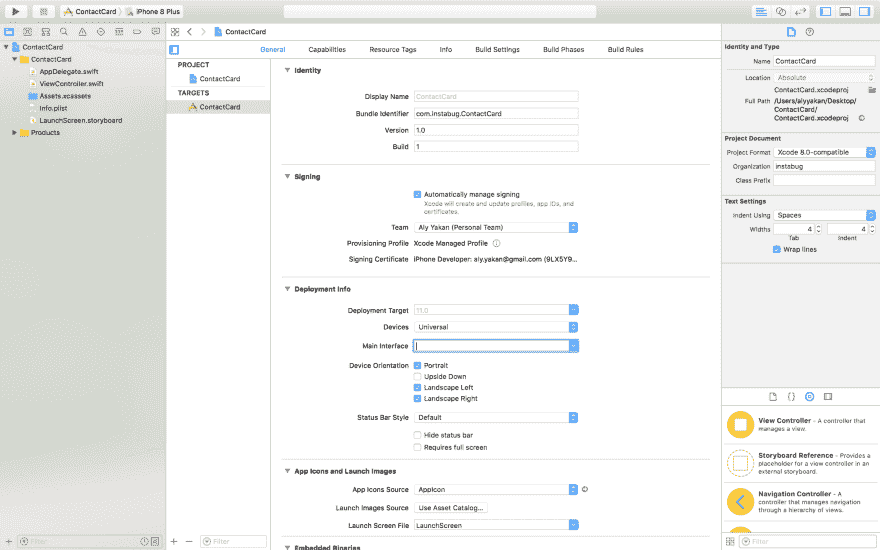 ContactCard
iPhone 8 Plus
ContactCard
ContactCard
AppDelegate.swift
ViewController.swift
Assets.xcassets
Info.plist
LaunchScreen.storyboard
Products
Filter
ContactCard
General
Capabilities
Resource Tags
Info
Build Settings
Build Phases
Build Rules
PROJECT
ContactCard
TARGETS
ContactCard
Filter
Identity
Display Name ContactCard
Bundle Identifier com.instabug.ContactCard
Version 1.0
Build 1
Signing
Automatically manage signing
Xcode will create and update profiles, app IDs, and
certificates.
Team Aly Yakan (Personal Team)
Provisioning Profile Xcode Managed Profile
Signing Certificate iPhone Developer: aly.yakan@gmail.com (9LX5Y9...
Deployment Info
Deployment Target 11.0
Devices Universal
Main Interface
Device Orientation Portrait
Upside Down
Landscape Left
Landscape Right
Status Bar Style Default
Hide status bar
Requires full screen
App Icons and Launch Images
App Icons Source AppIcon
Launch Images Source Use Asset Catalog...
Launch Screen File LaunchScreen
Embedded Binaries
Identity and Type
Name ContactCard
Location Absolute
ContactCard.xcodeproj
Full Path /Users/alyyakan/Desktop/
ContactCard/
ContactCard.xcodeproj
Project Document
Project Format Xcode 8.0-compatible
Organization instabug
Class Prefix
Text Settings
Indent Using Spaces
Widths 4 4
Tab Indent
Wrap lines
View Controller - A controller that
manages a view.
Storyboard Reference - Provides a
placeholder for a view controller in an
external storyboard.
Navigation Controller - A
controller that manages navigation
through a hierarchy of views.
Filter